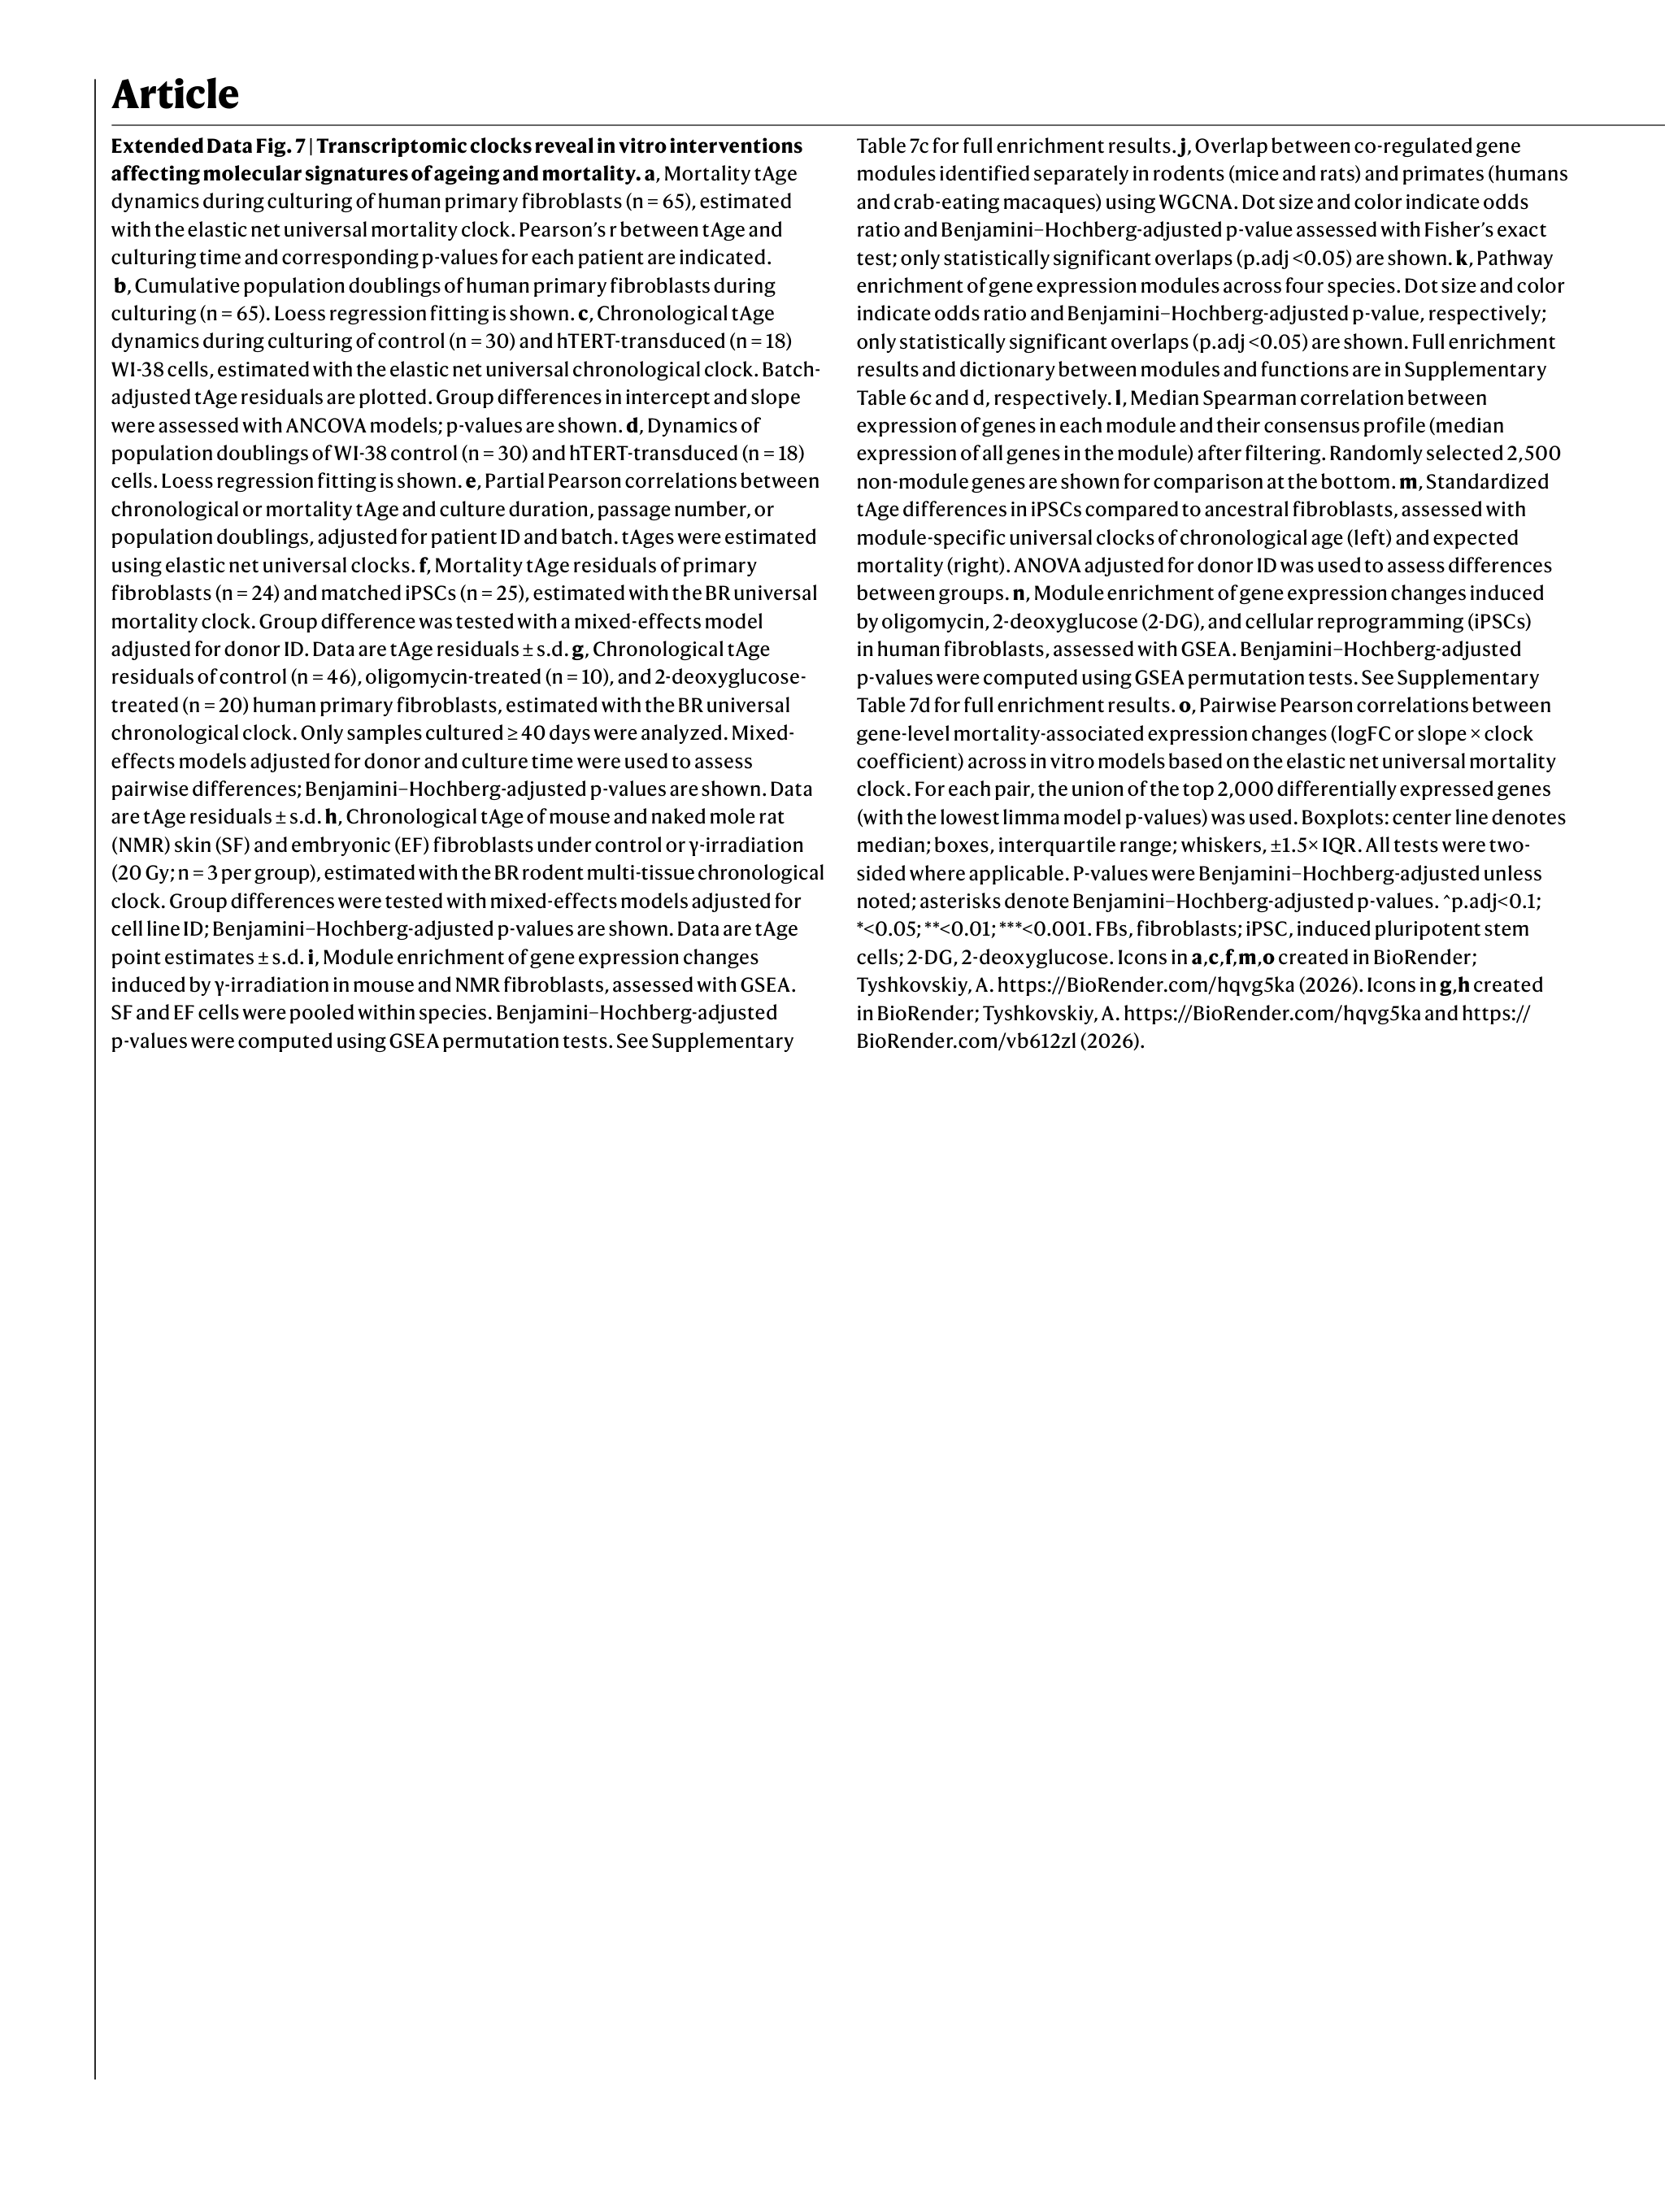 Article
Extended Data Fig. 7 | Transcriptomic clocks reveal in vitro interventions
affecting molecular signatures of ageing and mortality. a, Mortality tAge
dynamics during culturing of human primary fibroblasts (n = 65), estimated
with the elastic net universal mortality clock. Pearson’s r between tAge and
culturing time and corresponding p-values for each patient are indicated.
b, Cumulative population doublings of human primary fibroblasts during
culturing (n = 65). Loess regression fitting is shown. c, Chronological tAge
dynamics during culturing of control (n = 30) and hTERT-transduced (n = 18)
WI-38 cells, estimated with the elastic net universal chronological clock. Batch-
adjusted tAge residuals are plotted. Group differences in intercept and slope
were assessed with ANCOVA models; p-values are shown. d, Dynamics of
population doublings of WI-38 control (n = 30) and hTERT-transduced (n = 18)
cells. Loess regression fitting is shown. e, Partial Pearson correlations between
chronological or mortality tAge and culture duration, passage number, or
population doublings, adjusted for patient ID and batch. tAges were estimated
using elastic net universal clocks. f, Mortality tAge residuals of primary
fibroblasts (n = 24) and matched iPSCs (n = 25), estimated with the BR universal
mortality clock. Group difference was tested with a mixed-effects model
adjusted for donor ID. Data are tAge residuals ± s.d. g, Chronological tAge
residuals of control (n = 46), oligomycin-treated (n = 10), and 2-deoxyglucose-
treated (n = 20) human primary fibroblasts, estimated with the BR universal
chronological clock. Only samples cultured ≥ 40 days were analyzed. Mixed-
effects models adjusted for donor and culture time were used to assess
pairwise differences; Benjamini–Hochberg-adjusted p-values are shown. Data
are tAge residuals ± s.d. h, Chronological tAge of mouse and naked mole rat
(NMR) skin (SF) and embryonic (EF) fibroblasts under control or γ-irradiation
(20 Gy; n = 3 per group), estimated with the BR rodent multi-tissue chronological
clock. Group differences were tested with mixed-effects models adjusted for
cell line ID; Benjamini–Hochberg-adjusted p-values are shown. Data are tAge
point estimates ± s.d. i, Module enrichment of gene expression changes
induced by γ-irradiation in mouse and NMR fibroblasts, assessed with GSEA.
SF and EF cells were pooled within species. Benjamini–Hochberg-adjusted
p-values were computed using GSEA permutation tests. See Supplementary
Table 7c for full enrichment results. j, Overlap between co-regulated gene
modules identified separately in rodents (mice and rats) and primates (humans
and crab-eating macaques) using WGCNA. Dot size and color indicate odds
ratio and Benjamini–Hochberg-adjusted p-value assessed with Fisher’s exact
test; only statistically significant overlaps (p.adj <0.05) are shown. k, Pathway
enrichment of gene expression modules across four species. Dot size and color
indicate odds ratio and Benjamini–Hochberg-adjusted p-value, respectively;
only statistically significant overlaps (p.adj <0.05) are shown. Full enrichment
results and dictionary between modules and functions are in Supplementary
Table 6c and d, respectively. l, Median Spearman correlation between
expression of genes in each module and their consensus profile (median
expression of all genes in the module) after filtering. Randomly selected 2,500
non-module genes are shown for comparison at the bottom. m, Standardized
tAge differences in iPSCs compared to ancestral fibroblasts, assessed with
module-specific universal clocks of chronological age (left) and expected
mortality (right). ANOVA adjusted for donor ID was used to assess differences
between groups. n, Module enrichment of gene expression changes induced
by oligomycin, 2-deoxyglucose (2-DG), and cellular reprogramming (iPSCs)
in human fibroblasts, assessed with GSEA. Benjamini–Hochberg-adjusted
p-values were computed using GSEA permutation tests. See Supplementary
Table 7d for full enrichment results. o, Pairwise Pearson correlations between
gene-level mortality-associated expression changes (logFC or slope × clock
coefficient) across in vitro models based on the elastic net universal mortality
clock. For each pair, the union of the top 2,000 differentially expressed genes
(with the lowest limma model p-values) was used. Boxplots: center line denotes
median; boxes, interquartile range; whiskers, ±1.5× IQR. All tests were two-
sided where applicable. P-values were Benjamini–Hochberg-adjusted unless
noted; asterisks denote Benjamini–Hochberg-adjusted p-values. ^p.adj<0.1;
*<0.05; **<0.01; ***<0.001. FBs, fibroblasts; iPSC, induced pluripotent stem
cells; 2-DG, 2-deoxyglucose. Icons in a,c,f,m,o created in BioRender;
Tyshkovskiy, A. https://BioRender.com/hqvg5ka (2026). Icons in g,h created
in BioRender; Tyshkovskiy, A. https://BioRender.com/hqvg5ka and https://
BioRender.com/vb612zl (2026).